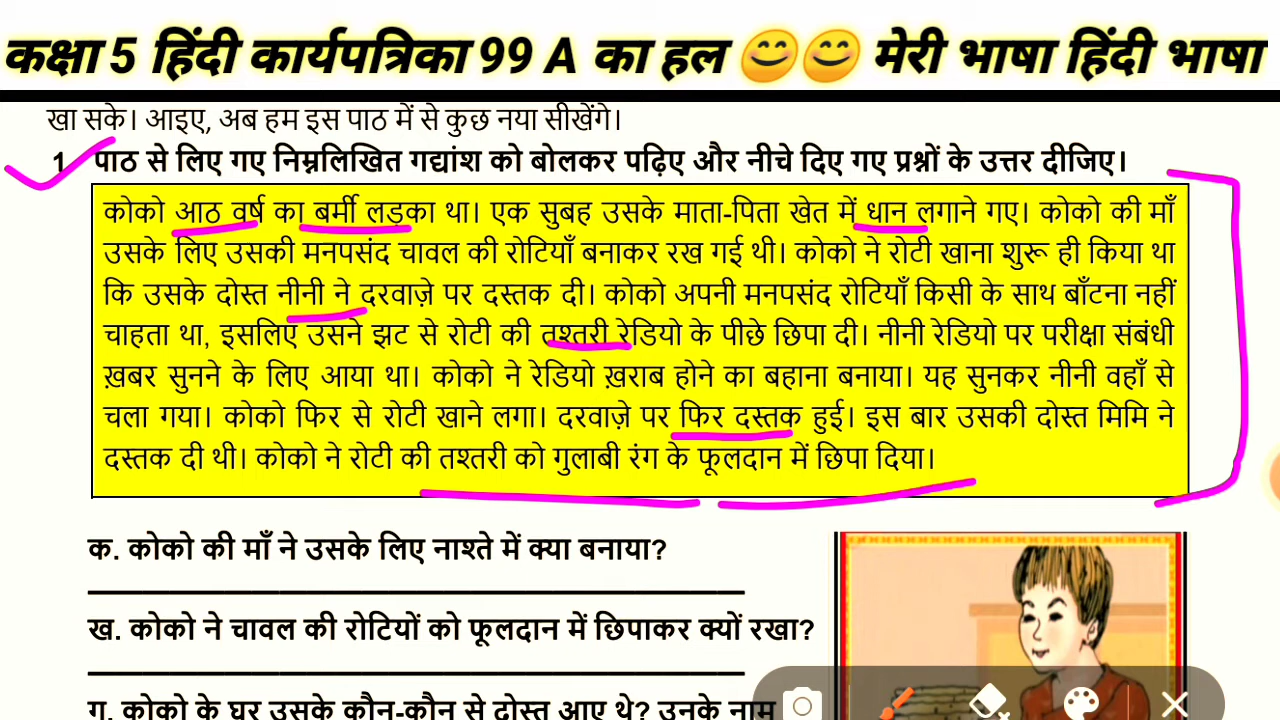 कक्षा 5 हिंदी कार्यपत्रिका 99 A का हल 😊😊 मेरी भाषा हिंदी भाषा
खा सके। आइए, अब हम इस पाठ में से कुछ नया सीखेंगे।
1 पाठ से लिए गए निम्नलिखित गद्यांश को बोलकर पढ़िए और नीचे दिए गए प्रश्नों के उत्तर दीजिए।
कोको आठ वर्ष का बर्मी लड़का था। एक सुबह उसके माता-पिता खेत में धान लगाने गए। कोको की माँ
उसके लिए उसकी मनपसंद चावल की रोटियाँ बनाकर रख गई थी। कोको ने रोटी खाना शुरू ही किया था
कि उसके दोस्त नीनी ने दरवाज़े पर दस्तक दी। कोको अपनी मनपसंद रोटियाँ किसी के साथ बाँटना नहीं
चाहता था, इसलिए उसने झट से रोटी की तश्तरी रेडियो के पीछे छिपा दी। नीनी रेडियो पर परीक्षा संबंधी
ख़बर सुनने के लिए आया था। कोको ने रेडियो ख़राब होने का बहाना बनाया। यह सुनकर नीनी वहाँ से
चला गया। कोको फिर से रोटी खाने लगा। दरवाज़े पर फिर दस्तक हुई। इस बार उसकी दोस्त मिमि ने
दस्तक दी थी। कोको ने रोटी की तश्तरी को गुलाबी रंग के फूलदान में छिपा दिया।
क. कोको की माँ ने उसके लिए नाश्ते में क्या बनाया?
ख. कोको ने चावल की रोटियों को फूलदान में छिपाकर क्यों रखा?
ग. कोको के घर उसके कौन-कौन से दोस्त आए थे? उनके नाम